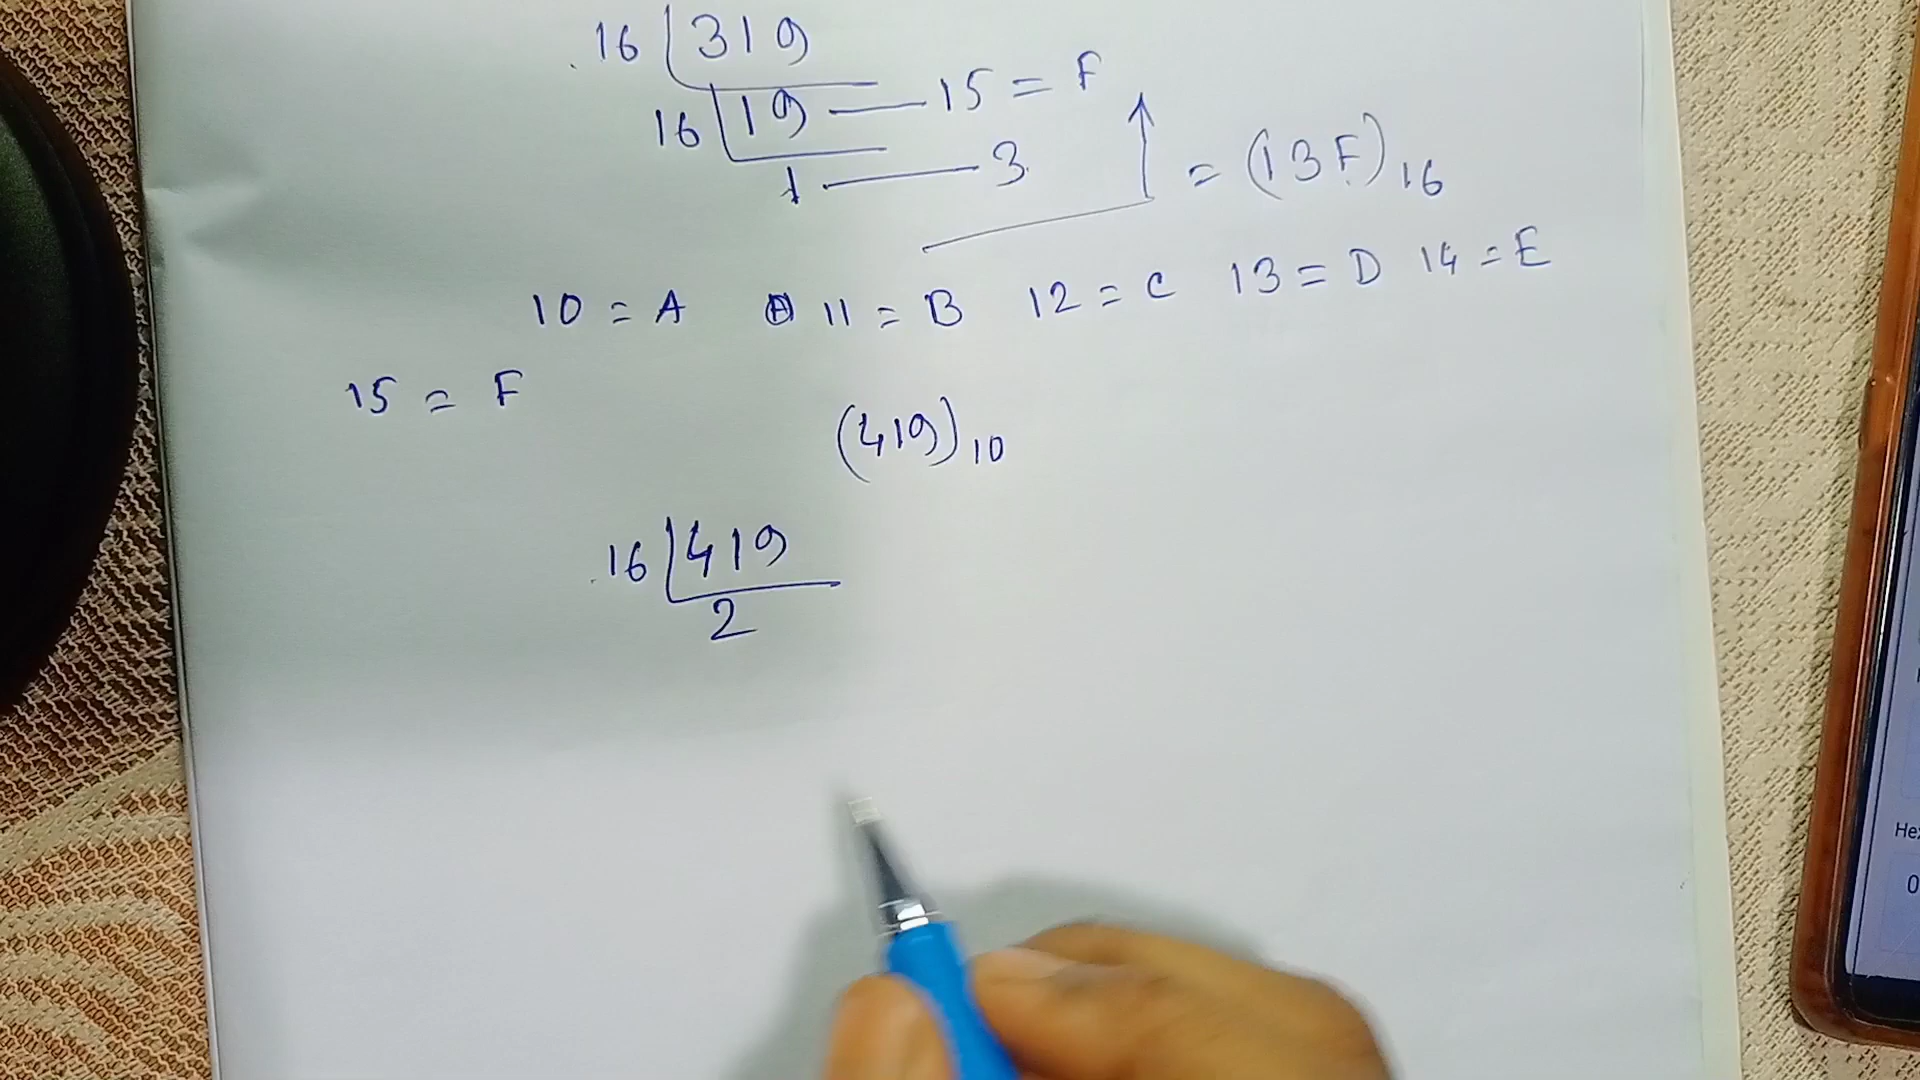 16 319
16 19 — 15 = F
1 — 3 = (13F)16
10 = A 11 = B 12 = C 13 = D 14 = E
15 = F
(419)10
16 419
2
0